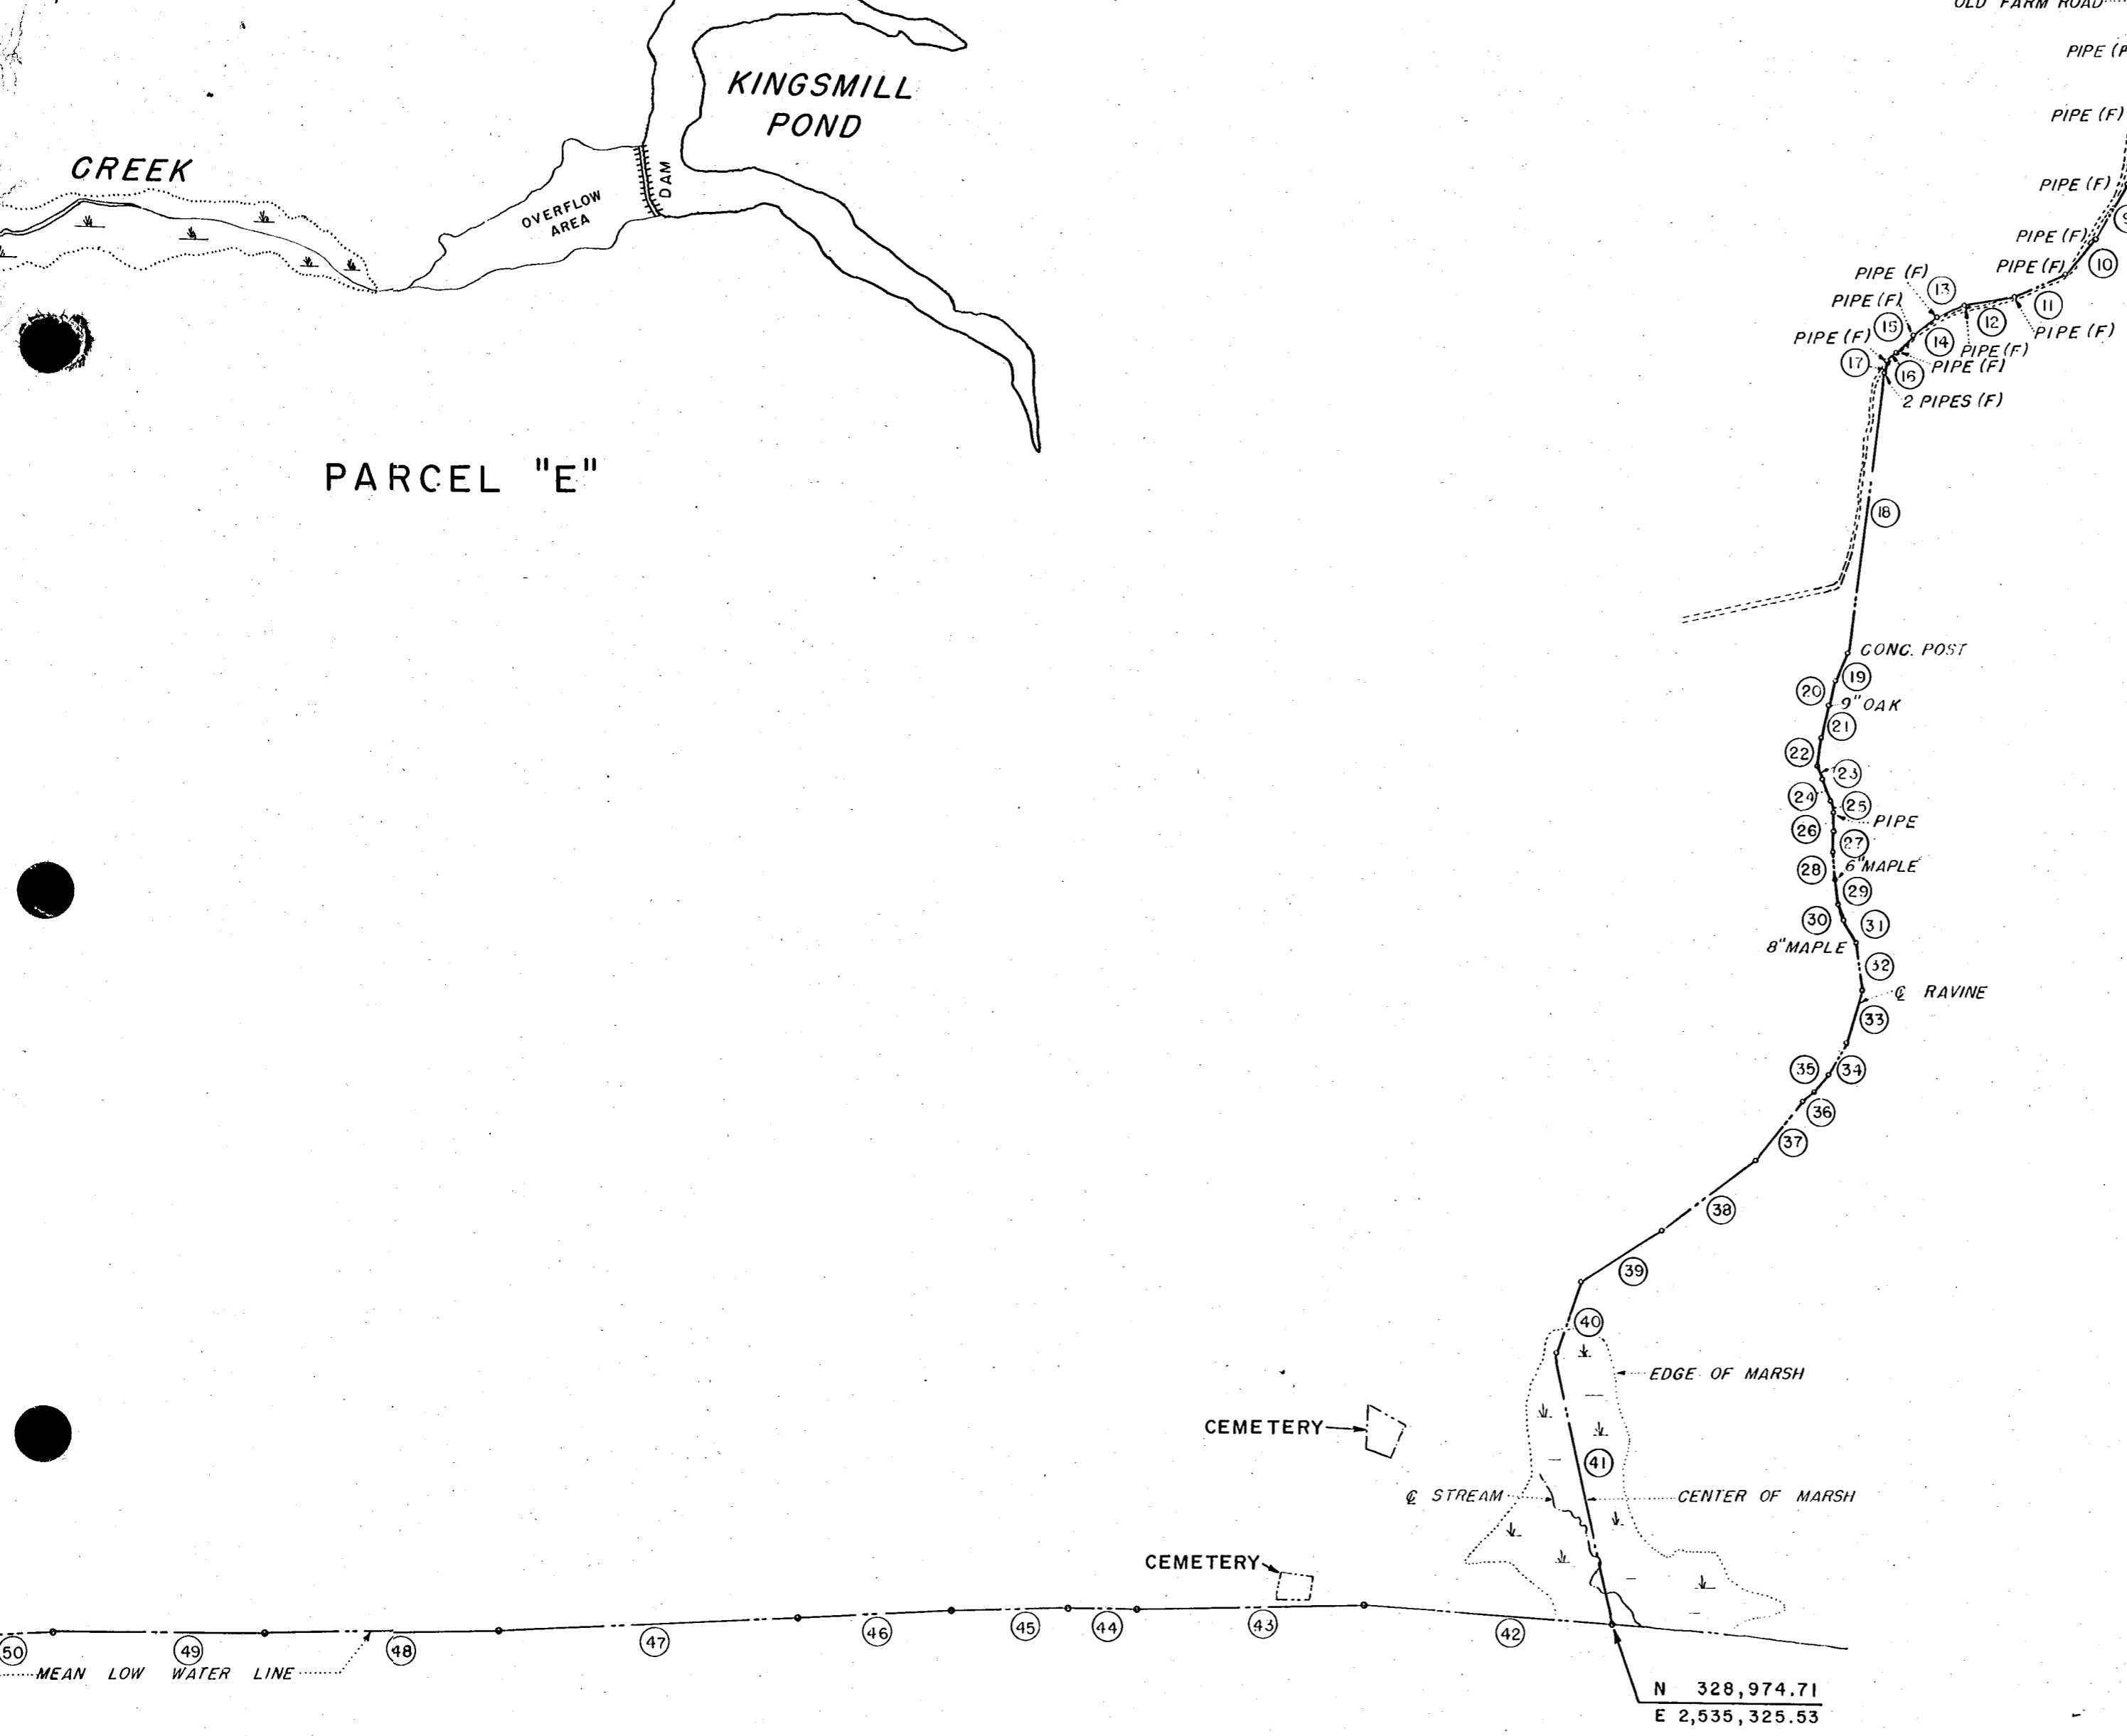 OLD FARM ROAD
PIPE (F
KINGSMILL
POND
PIPE (F)
CREEK
DAM
PIPE (F)
OVERFLOW
AREA
9
PIPE (F)
10
PIPE (F)
PIPE (F)
13
11
PIPE (F)
15
12
PIPE (F)
PIPE (F)
14
PIPE (F)
17
16
PIPE (F)
2 PIPES (F)
PARCEL "E"
18
CONC. POST
19
20
9" OAK
21
22
23
24
25
PIPE
26
27
6" MAPLE
28
29
30
31
8" MAPLE
32
℄ RAVINE
33
35
34
36
37
38
39
40
EDGE OF MARSH
CEMETERY
41
℄ STREAM
CENTER OF MARSH
CEMETERY
50
49
48
47
46
45
44
43
42
MEAN LOW WATER LINE
N 328,974.71
E 2,535,325.53